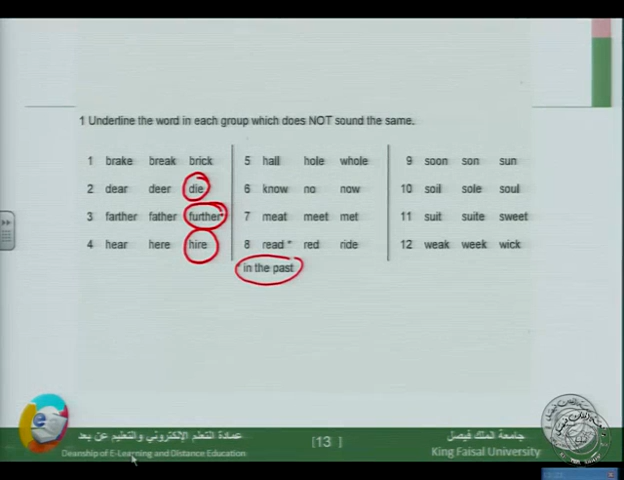 1 Underline the word in each group which does NOT sound the same.
1 brake break brick
2 dear deer die
3 farther father further
4 hear here hire
5 hall hole whole
6 know no now
7 meat meet met
8 read * red ride
* in the past
9 soon son sun
10 soil sole soul
11 suit suite sweet
12 weak week wick
عمادة التعلم الإلكتروني والتعليم عن بعد
Deanship of E-Learning and Distance Education
[13]
جامعة الملك فيصل
King Faisal University